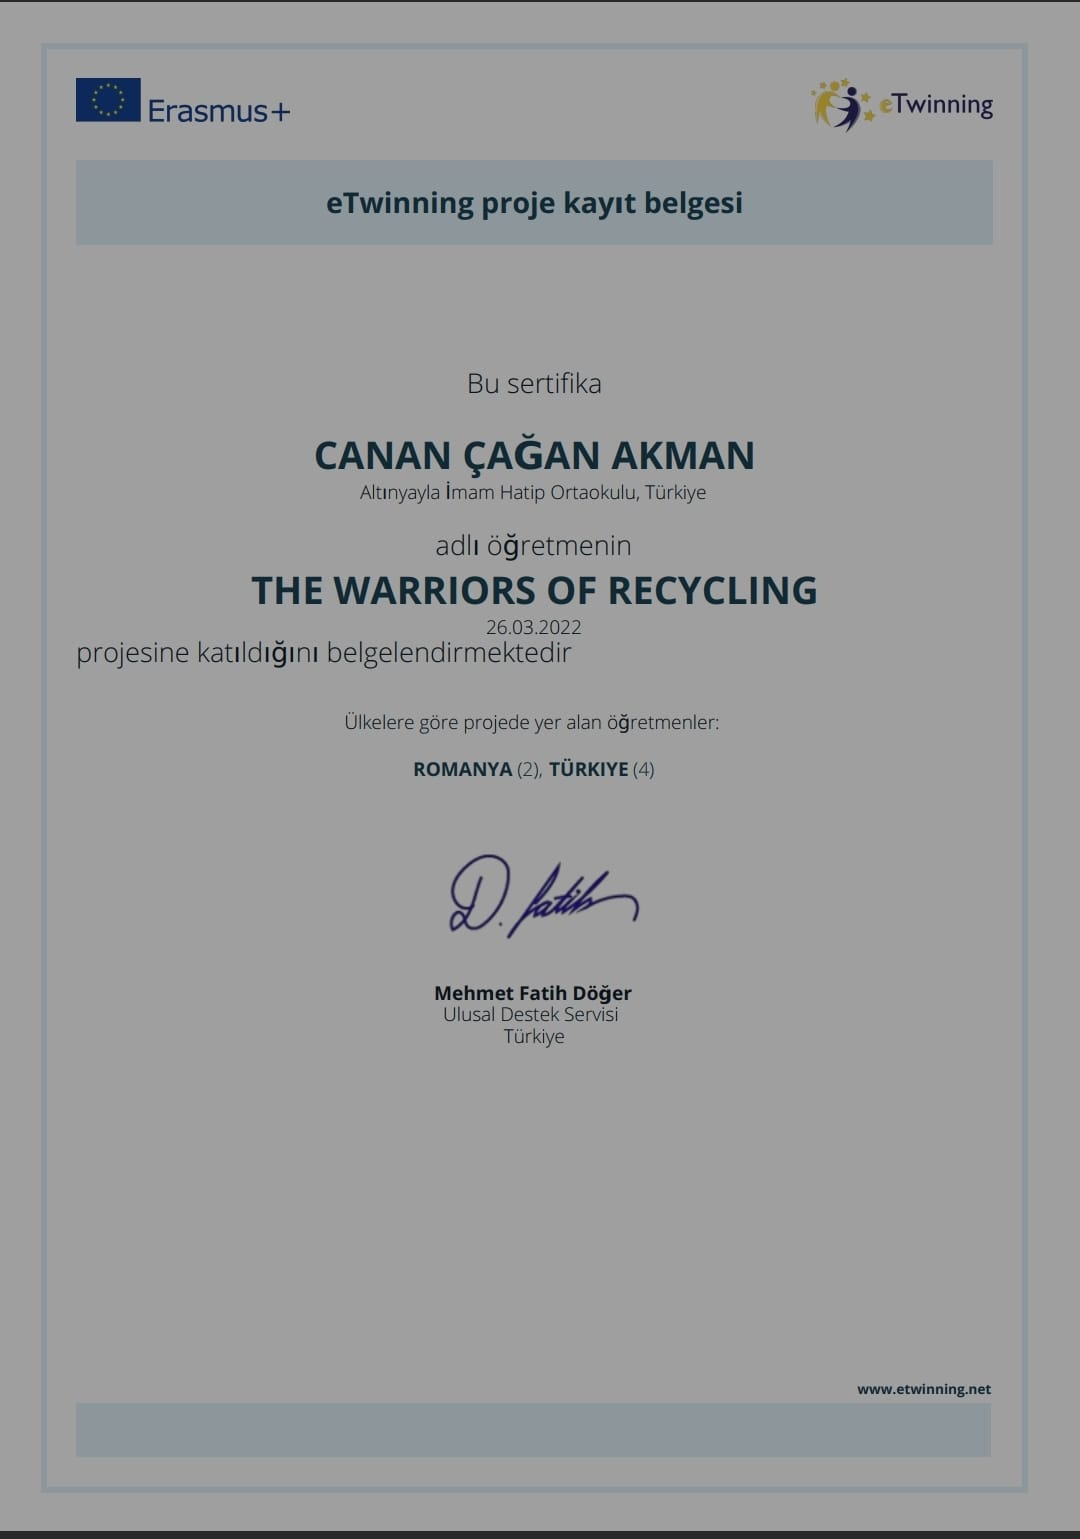 Erasmus+
eTwinning
eTwinning proje kayıt belgesi
Bu sertifika
CANAN ÇAĞAN AKMAN
Altınyayla İmam Hatip Ortaokulu, Türkiye
adlı öğretmenin
THE WARRIORS OF RECYCLING
26.03.2022
projesine katıldığını belgelendirmektedir
Ülkelere göre projede yer alan öğretmenler:
ROMANYA (2), TÜRKIYE (4)
D. fatih
Mehmet Fatih Döğer
Ulusal Destek Servisi
Türkiye
www.etwinning.net